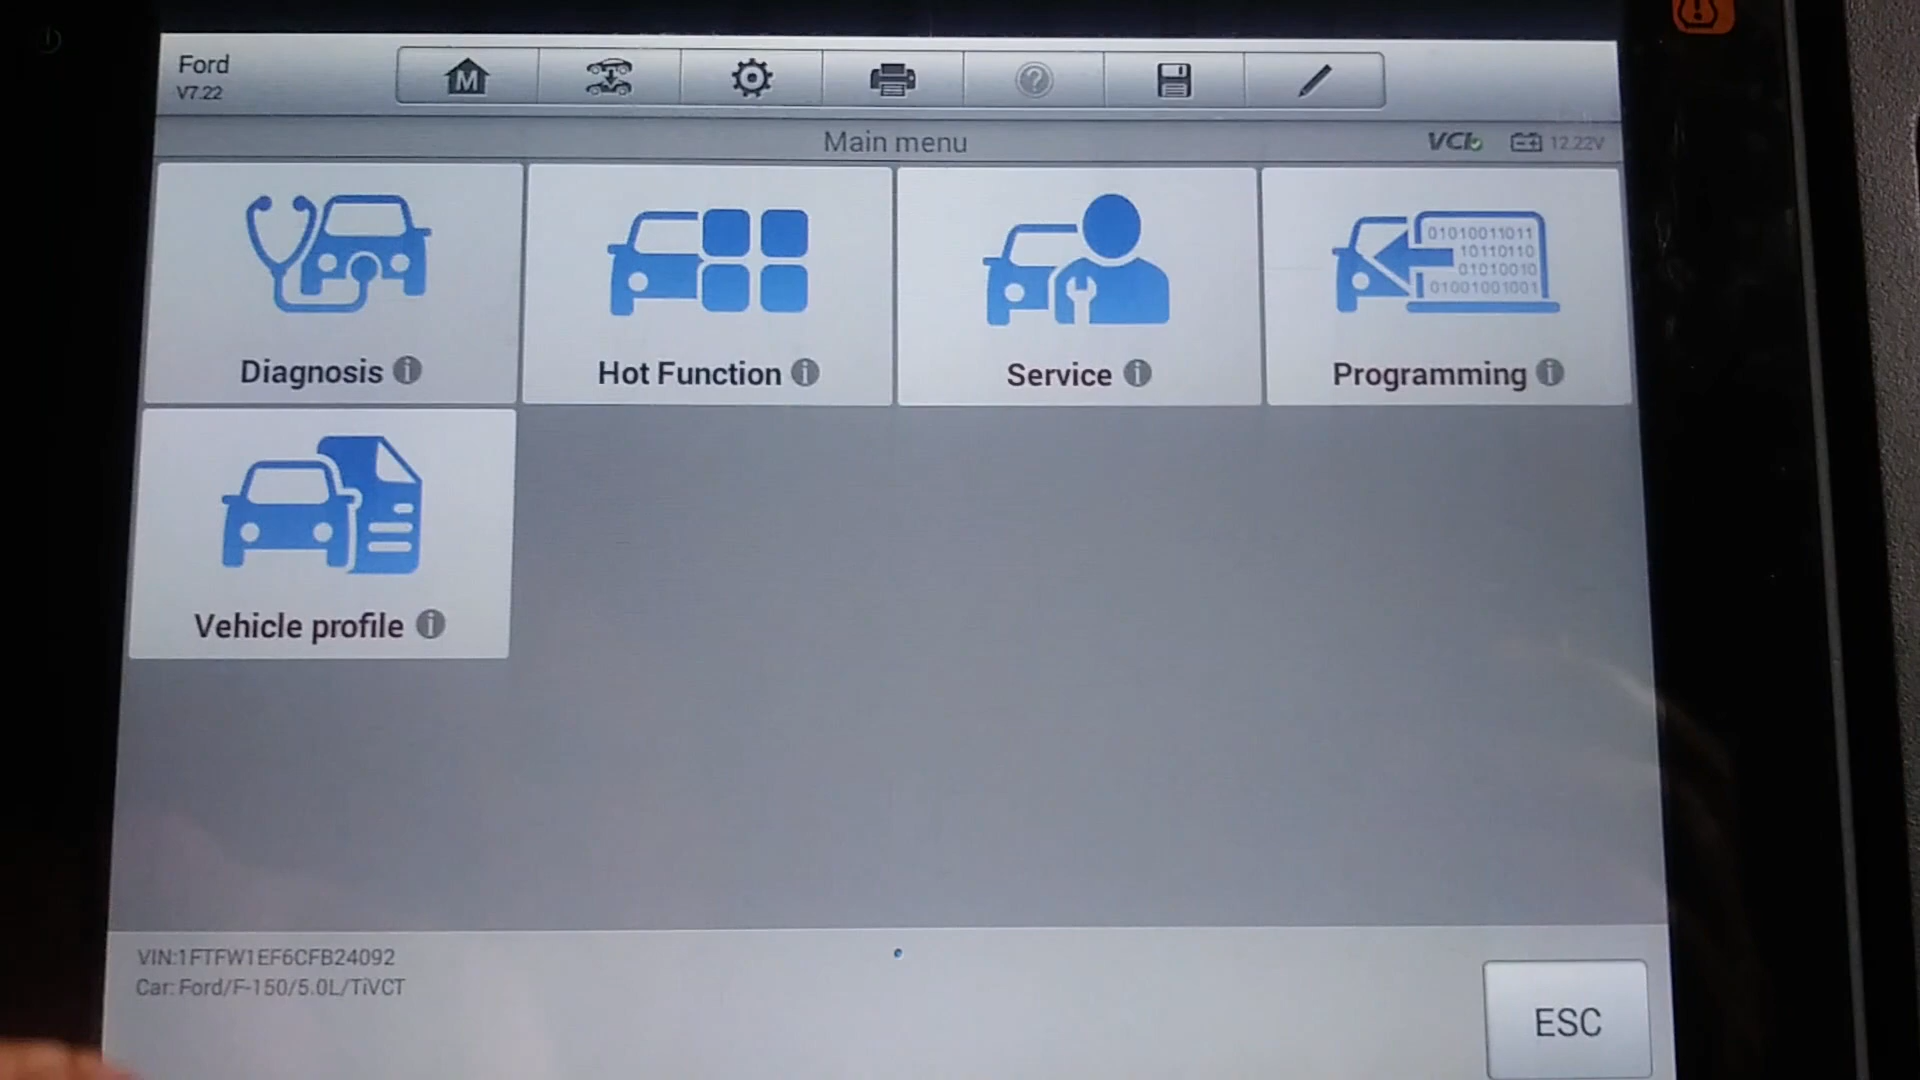 Ford
V7.22
M
?
Main menu
VCI
12.22V
01010011011
10110110
01010010
01001001001
Diagnosis i
Hot Function i
Service i
Programming i
Vehicle profile i
VIN:1FTFW1EF6CFB24092
Car: Ford/F-150/5.0L/TiVCT
ESC